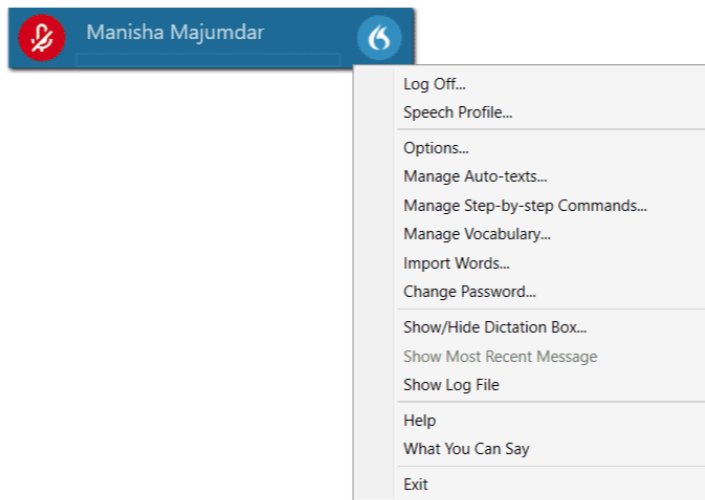 Manisha Majumdar
Log Off...
Speech Profile...
Options...
Manage Auto-texts...
Manage Step-by-step Commands...
Manage Vocabulary...
Import Words...
Change Password...
Show/Hide Dictation Box...
Show Most Recent Message
Show Log File
Help
What You Can Say
Exit